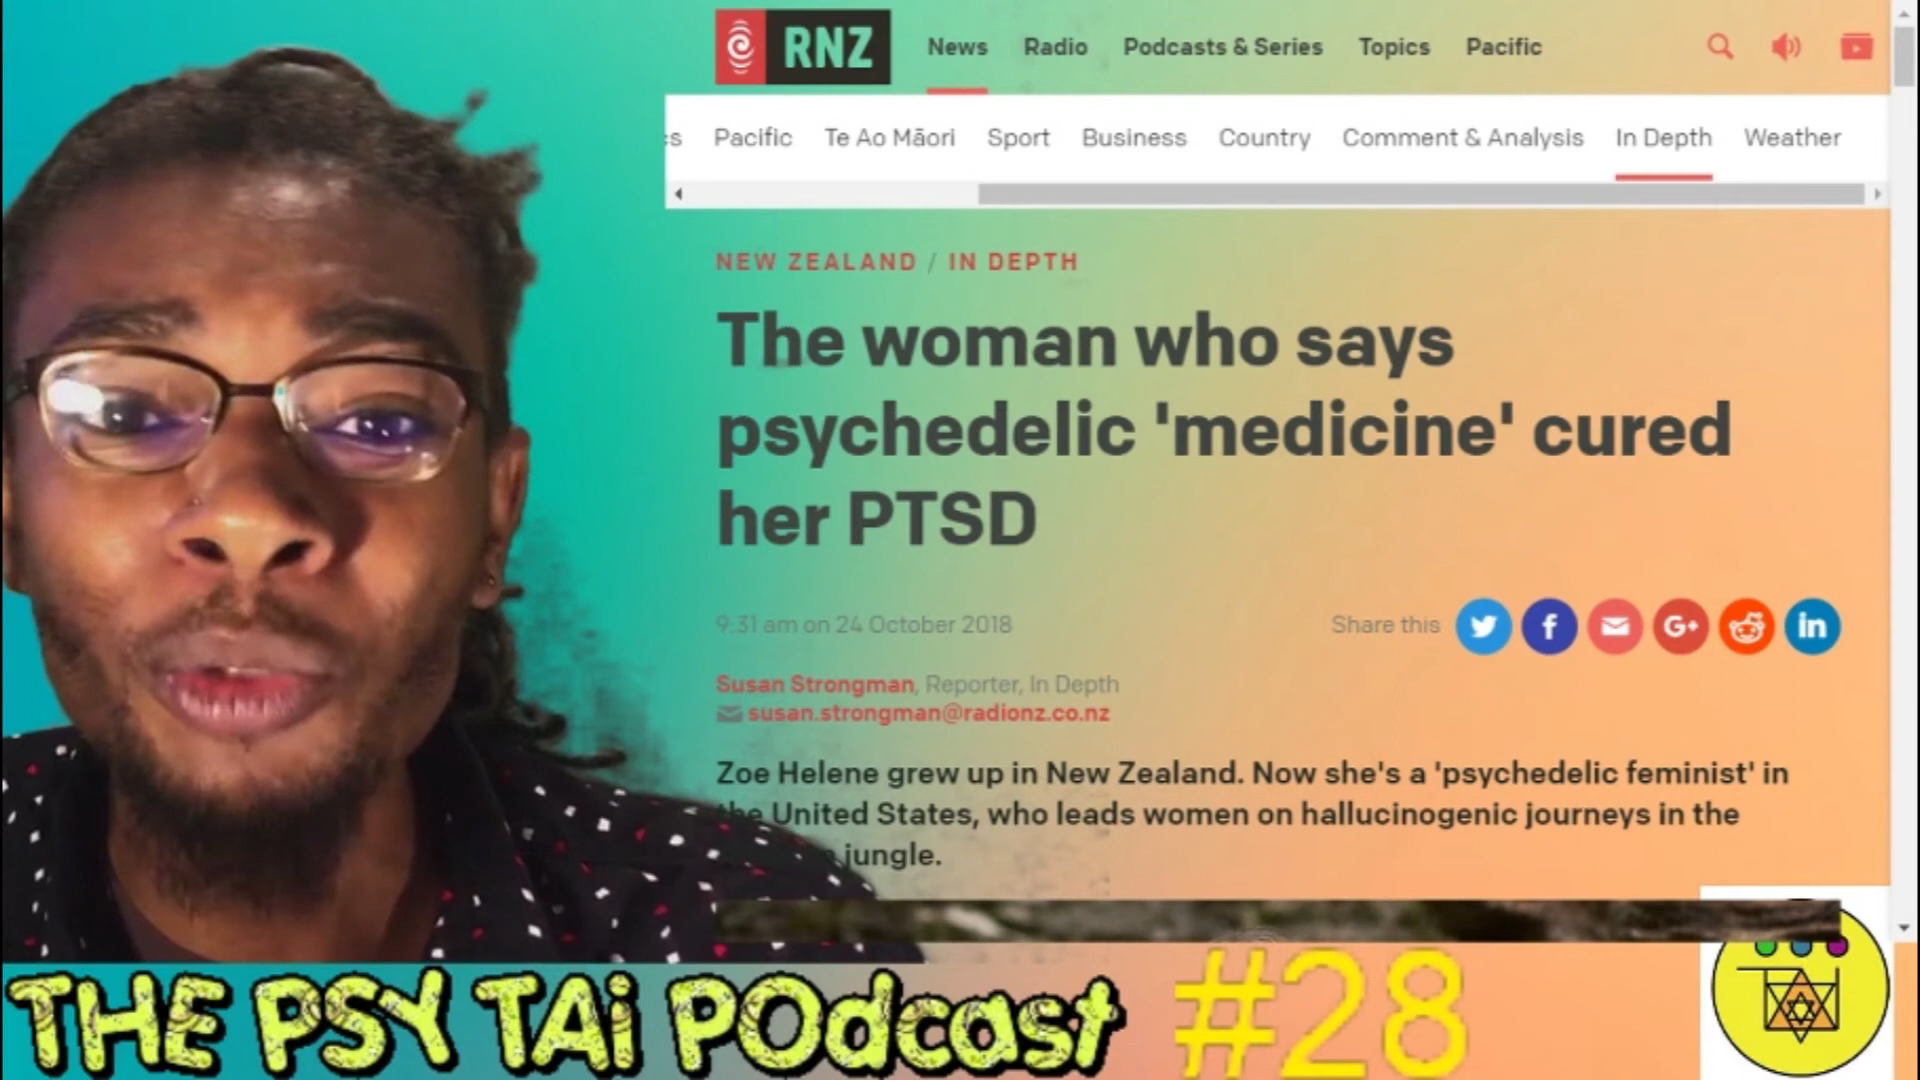 RNZ
News Radio Podcasts & Series Topics Pacific
cs Pacific Te Ao Māori Sport Business Country Comment & Analysis In Depth Weather
NEW ZEALAND / IN DEPTH
The woman who says
psychedelic 'medicine' cured
her PTSD
9:31 am on 24 October 2018
Share this
G+
in
Susan Strongman, Reporter, In Depth
susan.strongman@radionz.co.nz
Zoe Helene grew up in New Zealand. Now she's a 'psychedelic feminist' in
the United States, who leads women on hallucinogenic journeys in the
jungle.
THE PSY TAi POdcast #28